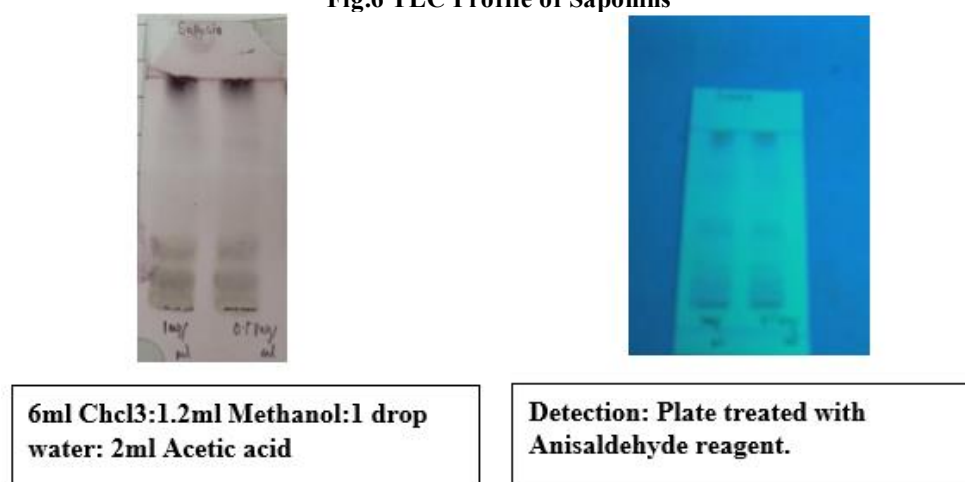 Fig.6 TLC Profile of Saponins
Saponin
6ml Chcl3:1.2ml Methanol:1 drop
water: 2ml Acetic acid
Detection: Plate treated with
Anisaldehyde reagent.